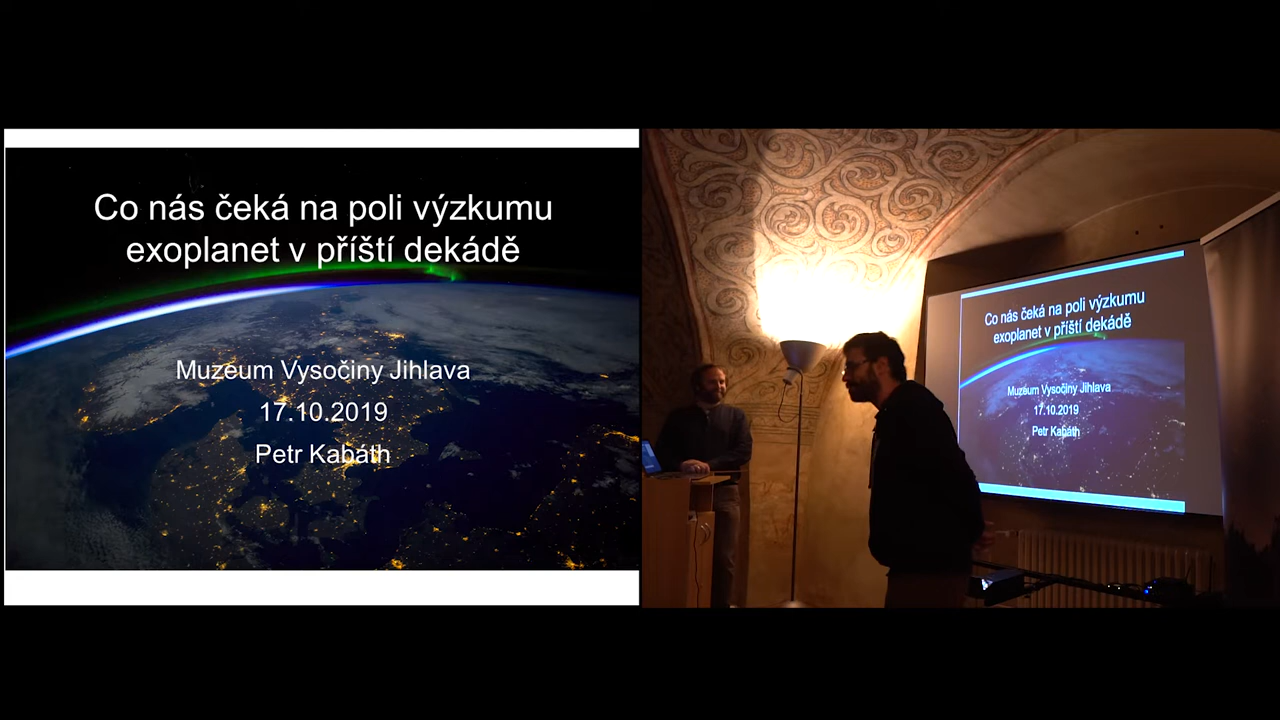 Co nás čeká na poli výzkumu
exoplanet v příští dekádě
Muzeum Vysočiny Jihlava
17.10.2019
Petr Kabáth
Co nás čeká na poli výzkumu
exoplanet v příští dekádě
Muzeum Vysočiny Jihlava
17.10.2019
Petr Kabáth